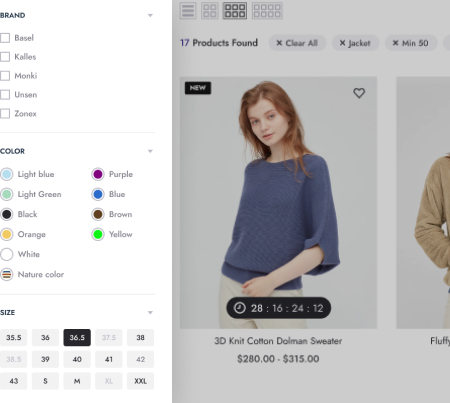 BRAND
Basel
Kalles
Monki
Unsen
Zonex
COLOR
Light blue Purple
Light Green Blue
Black Brown
Orange Yellow
White
Nature color
SIZE
35.5 36 36.5 37.5 38
38.5 39 40 41 42
43 S M XL XXL
17 Products Found × Clear All × Jacket × Min 50
NEW
28 : 16 : 24 : 12
3D Knit Cotton Dolman Sweater
$280.00 - $315.00
Fluff